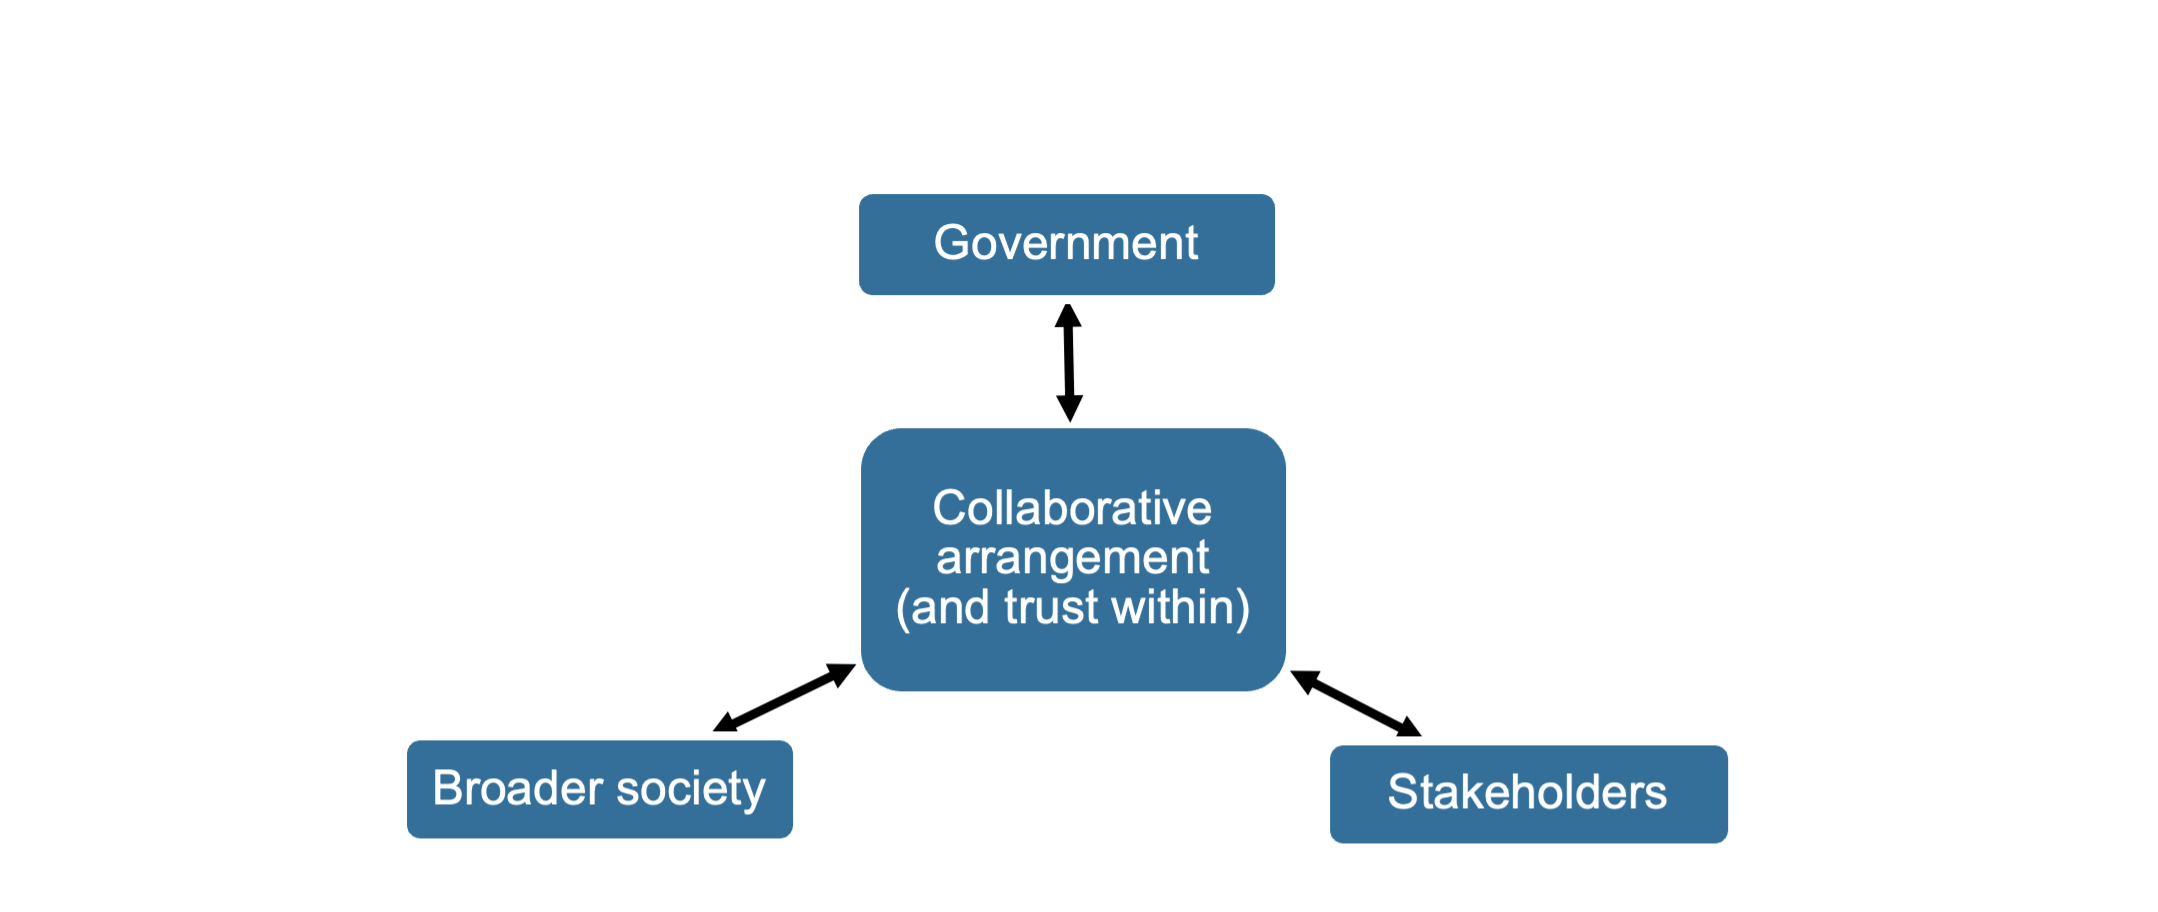 Government
Collaborative
arrangement
(and trust within)
Broader society
Stakeholders